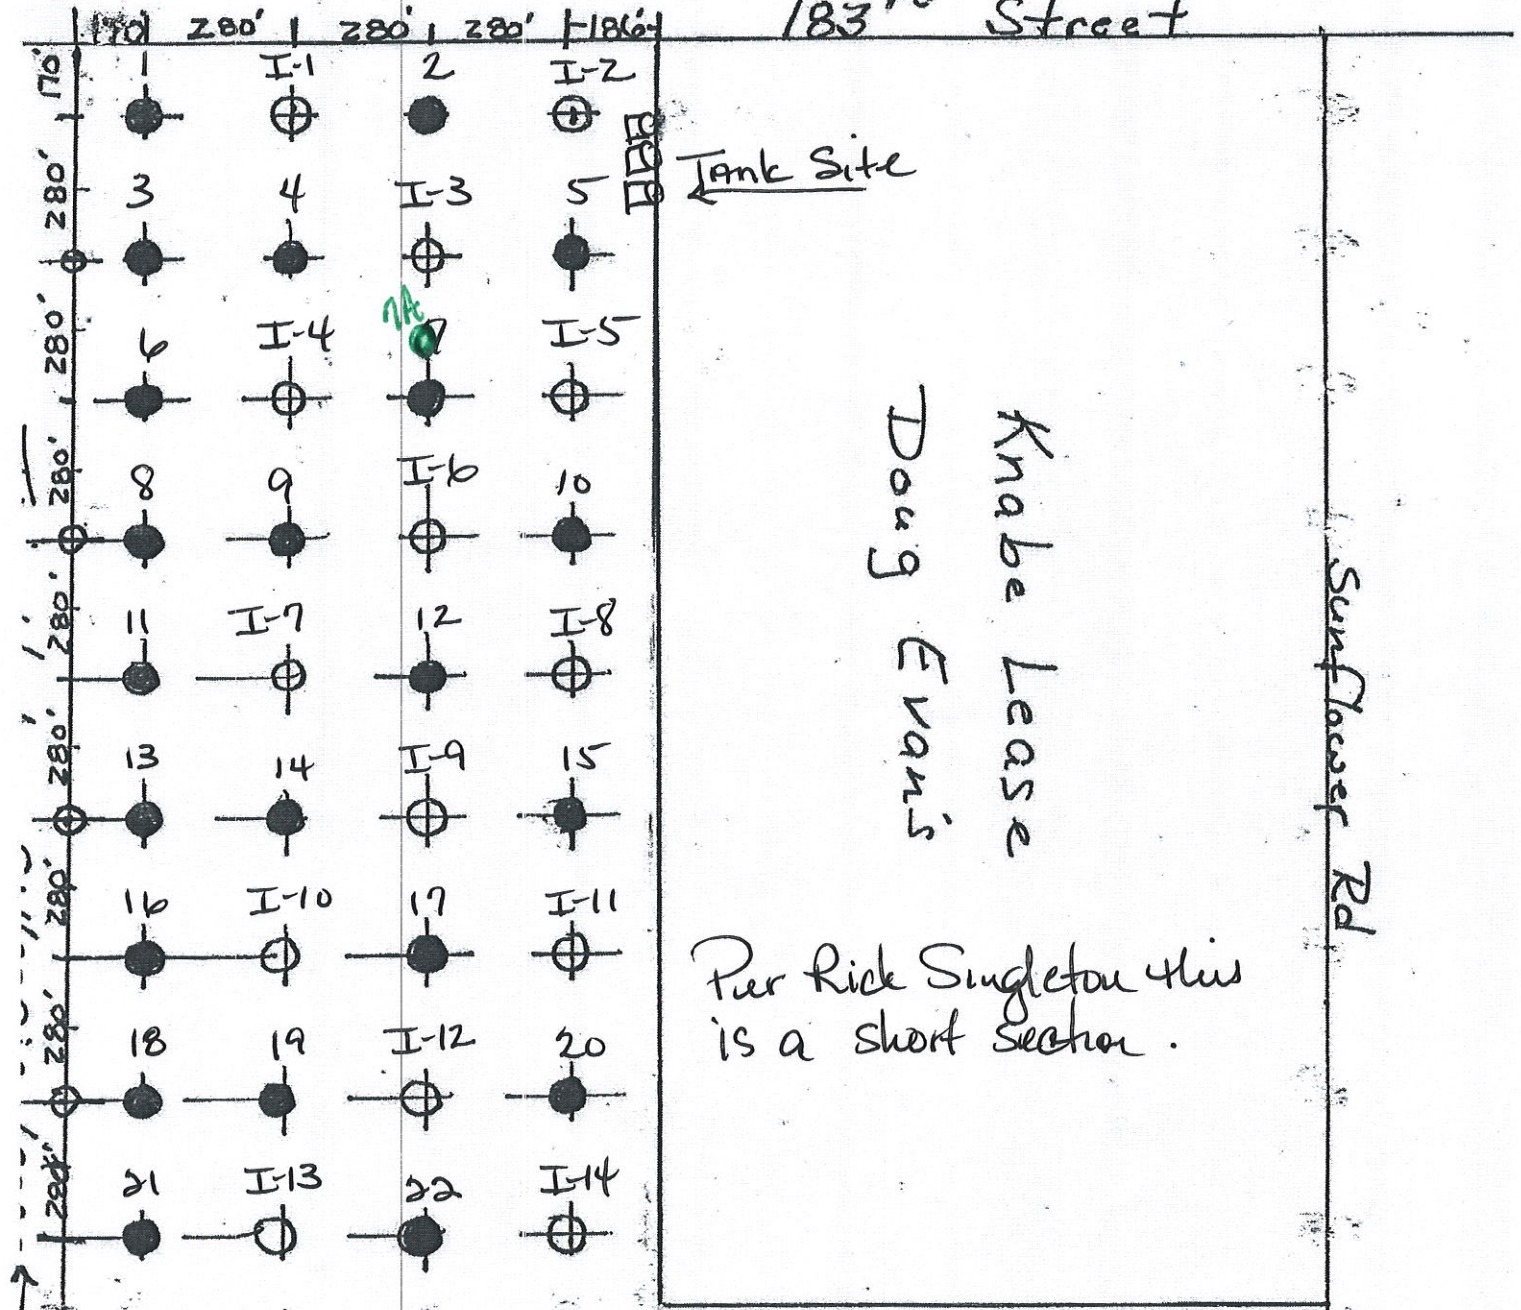 183 Street
170' 280' 280' 280' 186'
170'
1 I-1 2 I-2
Tank Site
280'
3 4 I-3 5
7A
280'
6 I-4 7 I-5
280'
8 9 I-6 10
280'
11 I-7 12 I-8
280'
13 14 I-9 15
280'
16 I-10 17 I-11
280'
18 19 I-12 20
280'
21 I-13 22 I-14
Knabe Lease
Doug Evan's
Sunflower Rd
Per Rick Singleton this
is a short section.